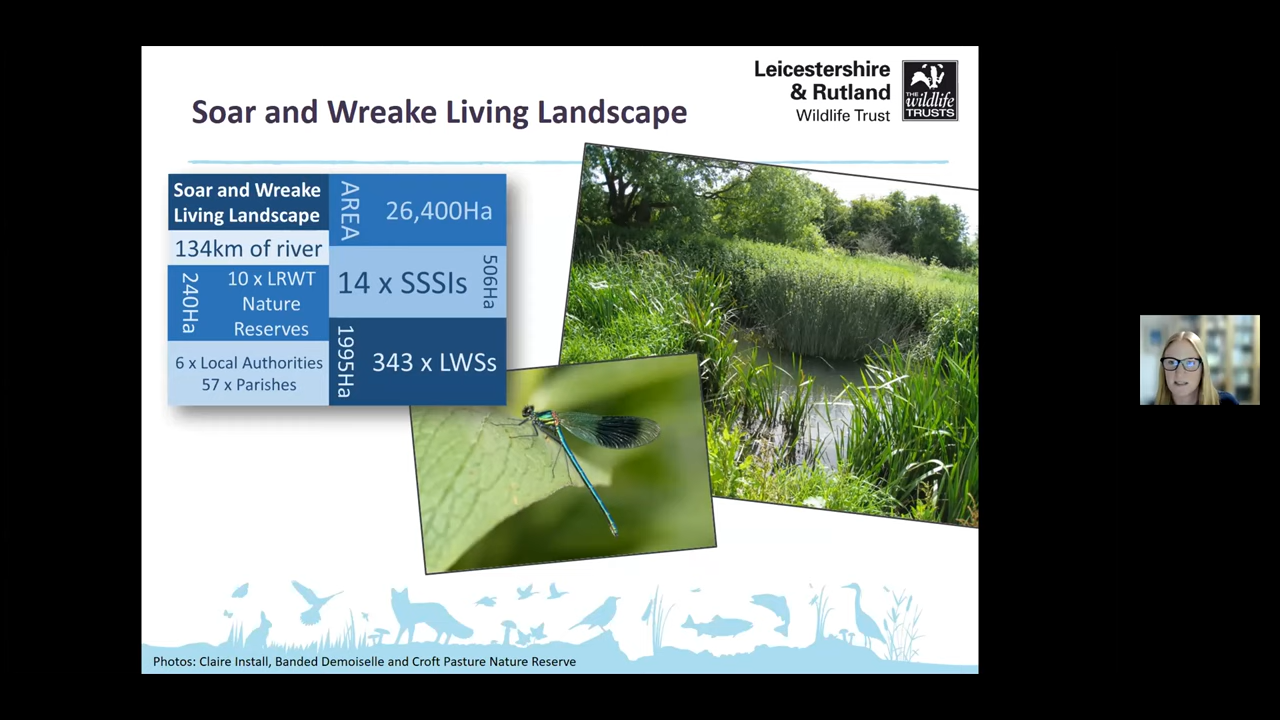 Leicestershire
& Rutland
Wildlife Trust
THE
wildlife
TRUSTS
Soar and Wreake Living Landscape
Soar and Wreake
Living Landscape
134km of river
240Ha
10 x LRWT
Nature
Reserves
6 x Local Authorities
57 x Parishes
AREA
26,400Ha
14 x SSSIs
506Ha
1995Ha
343 x LWSs
Photos: Claire Install, Banded Demoiselle and Croft Pasture Nature Reserve